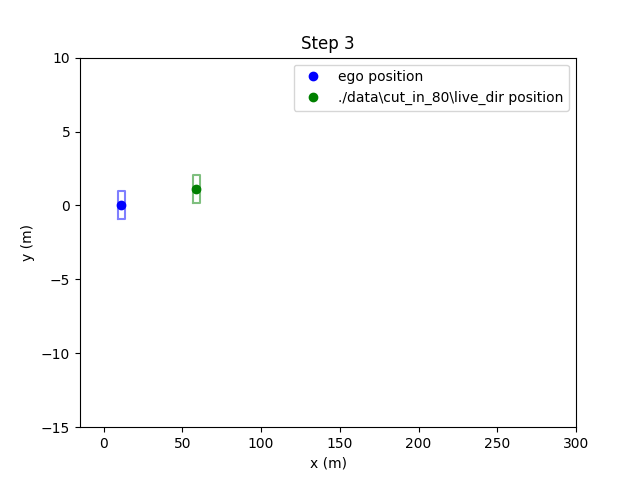 Step 3
10
5
0
−5
−10
−15
y (m)
ego position
./data\cut_in_80\live_dir position
0
50
100
150
200
250
300
x (m)